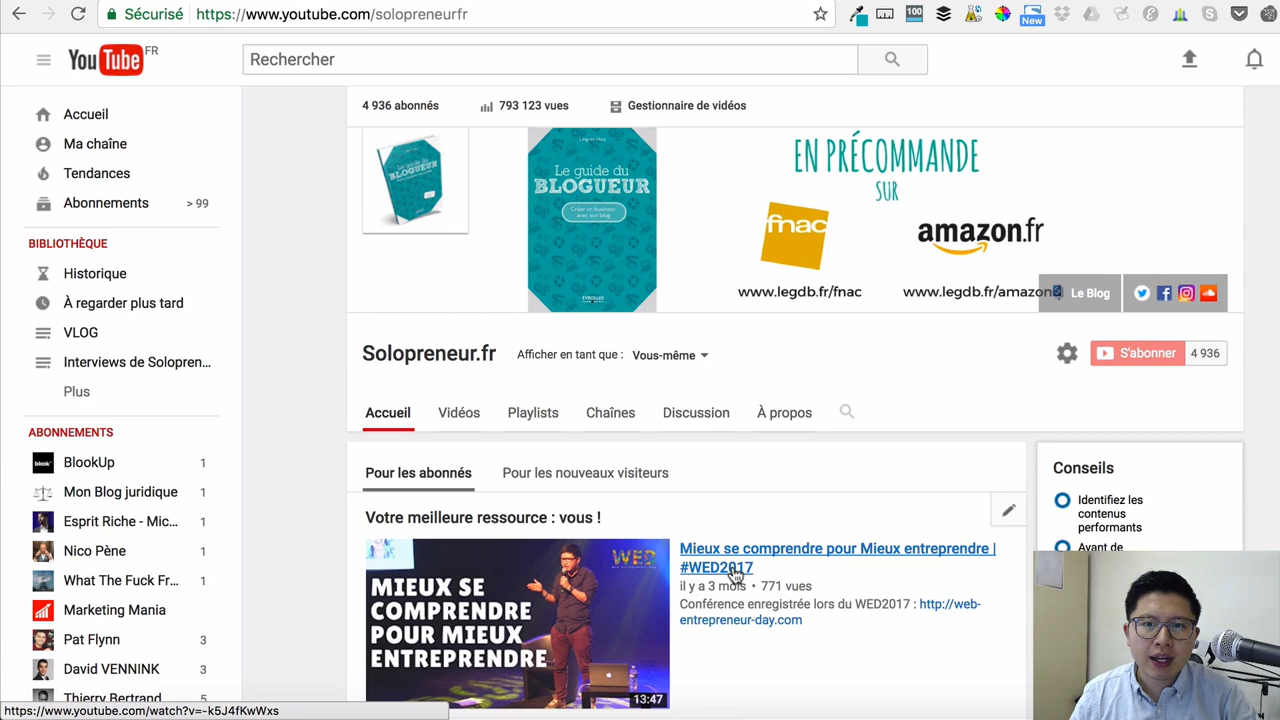 Sécurisé https://www.youtube.com/solopreneurfr
100
New
YouTube FR
Rechercher
Accueil
Ma chaîne
Tendances
Abonnements > 99
BIBLIOTHÈQUE
Historique
À regarder plus tard
VLOG
Interviews de Solopren...
Plus
ABONNEMENTS
BlookUp 1
Mon Blog juridique 1
Esprit Riche - Mic... 1
Nico Pène 1
What The Fuck Fr... 1
Marketing Mania
Pat Flynn 3
David VENNINK 3
Thierry Bertrand 5
4 936 abonnés 793 123 vues Gestionnaire de vidéos
Le guide du
BLOGUEUR
Créer un business
avec son blog
EYROLLES
EN PRÉCOMMANDE
SUR
fnac
amazon.fr
www.legdb.fr/fnac
www.legdb.fr/amazon
Le Blog
Solopreneur.fr Afficher en tant que : Vous-même
S'abonner 4 936
Accueil Vidéos Playlists Chaînes Discussion À propos
Pour les abonnés Pour les nouveaux visiteurs
Votre meilleure ressource : vous !
WED
MIEUX SE
COMPRENDRE
POUR MIEUX
ENTREPRENDRE
13:47
Mieux se comprendre pour Mieux entreprendre |
#WED2017
il y a 3 mois • 771 vues
Conférence enregistrée lors du WED2017 : http://web-
entrepreneur-day.com
Conseils
Identifiez les
contenus
performants
Avant de
https://www.youtube.com/watch?v=-k5J4fKwWxs